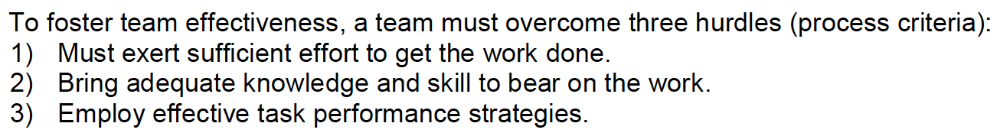 To foster team effectiveness, a team must overcome three hurdles (process criteria):
1) Must exert sufficient effort to get the work done.
2) Bring adequate knowledge and skill to bear on the work.
3) Employ effective task performance strategies.